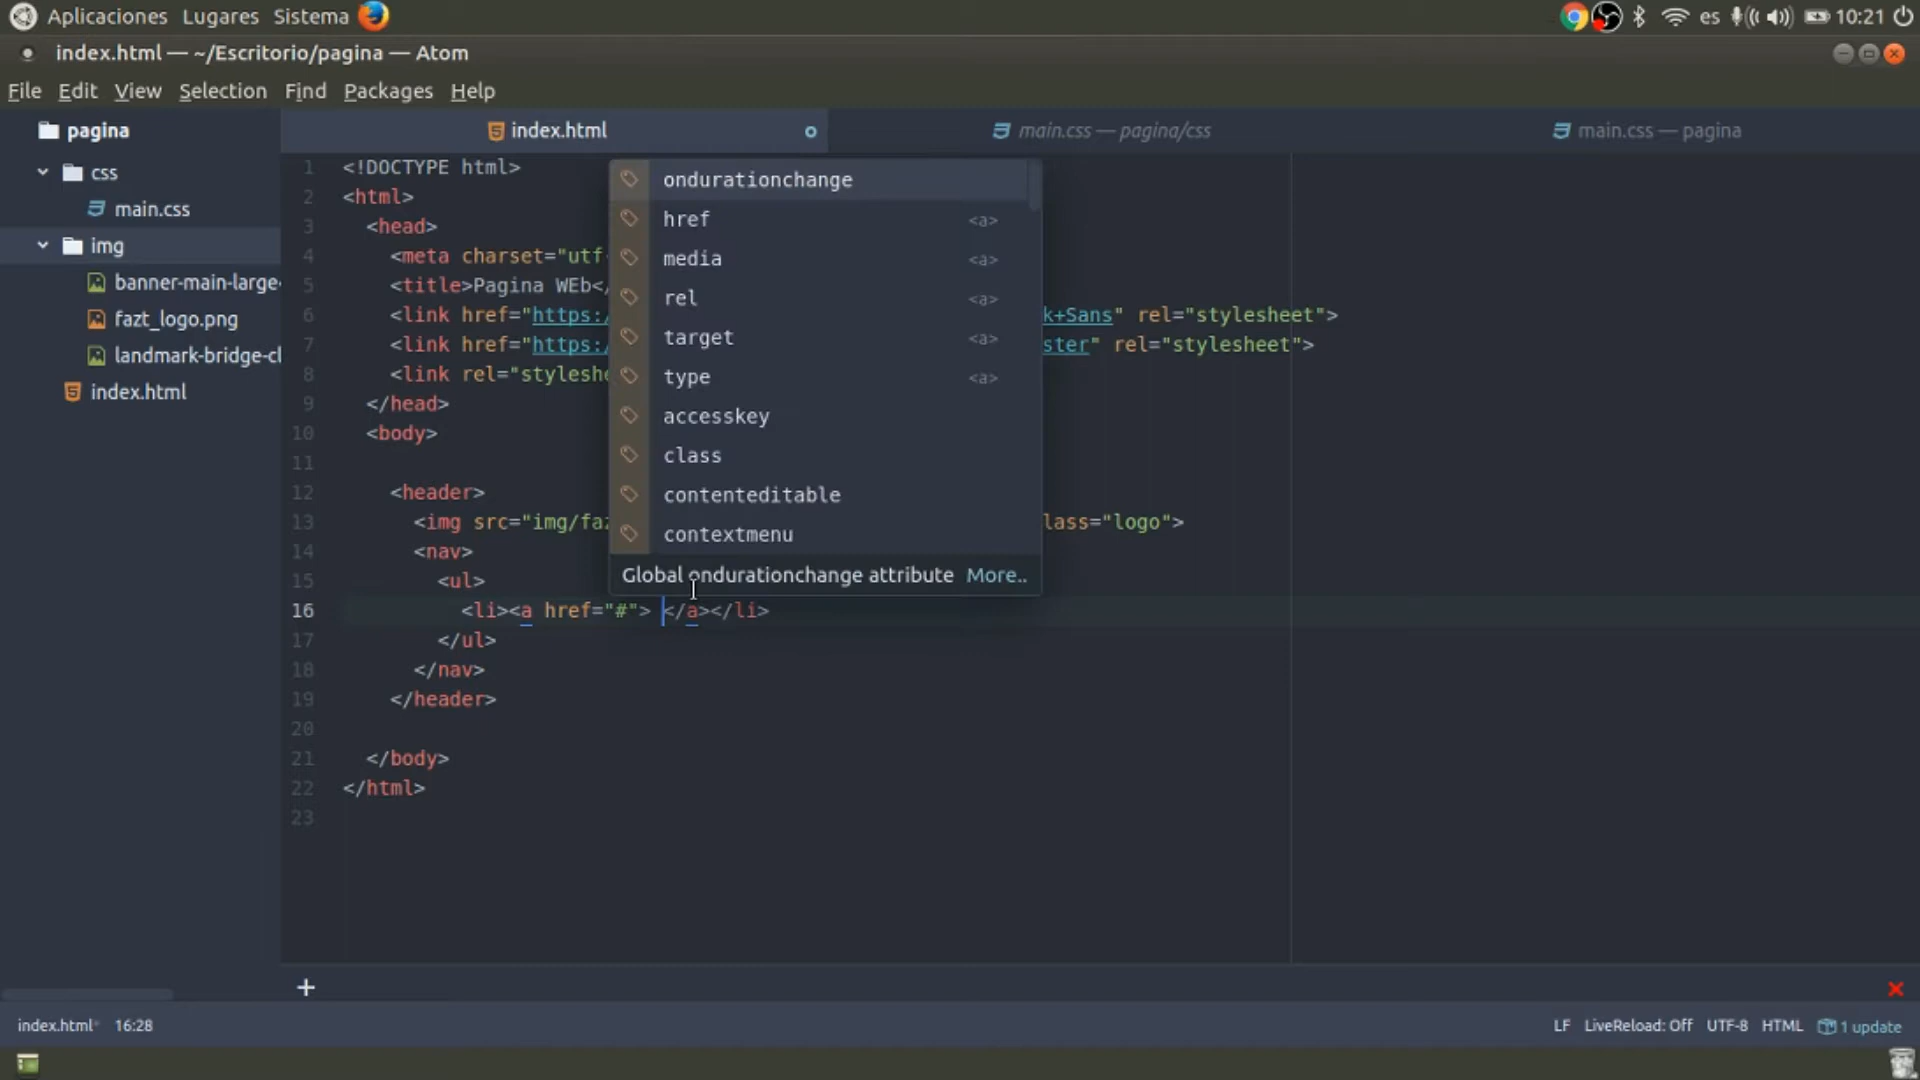 Aplicaciones Lugares Sistema es 10:21
index.html — ~/Escritorio/pagina — Atom
File Edit View Selection Find Packages Help
pagina
css
main.css
img
banner-main-large-
fazt_logo.png
landmark-bridge-cl
index.html
index.html main.css — pagina/css main.css — pagina
1 <!DOCTYPE html>
2 <html>
3 <head>
4 <meta charset="utf-
5 <title>Pagina WEb</
6 <link href="https:/ k+Sans" rel="stylesheet">
7 <link href="https:/ ster" rel="stylesheet">
8 <link rel="styleshe
9 </head>
10 <body>
11
12 <header>
13 <img src="img/faz lass="logo">
14 <nav>
15 <ul>
16 <li><a href="#"> </a></li>
17 </ul>
18 </nav>
19 </header>
20
21 </body>
22 </html>
23
ondurationchange
href <a>
media <a>
rel <a>
target <a>
type <a>
accesskey
class
contenteditable
contextmenu
Global ondurationchange attribute More..
+
index.html* 16:28 LF LiveReload: Off UTF-8 HTML 1 update